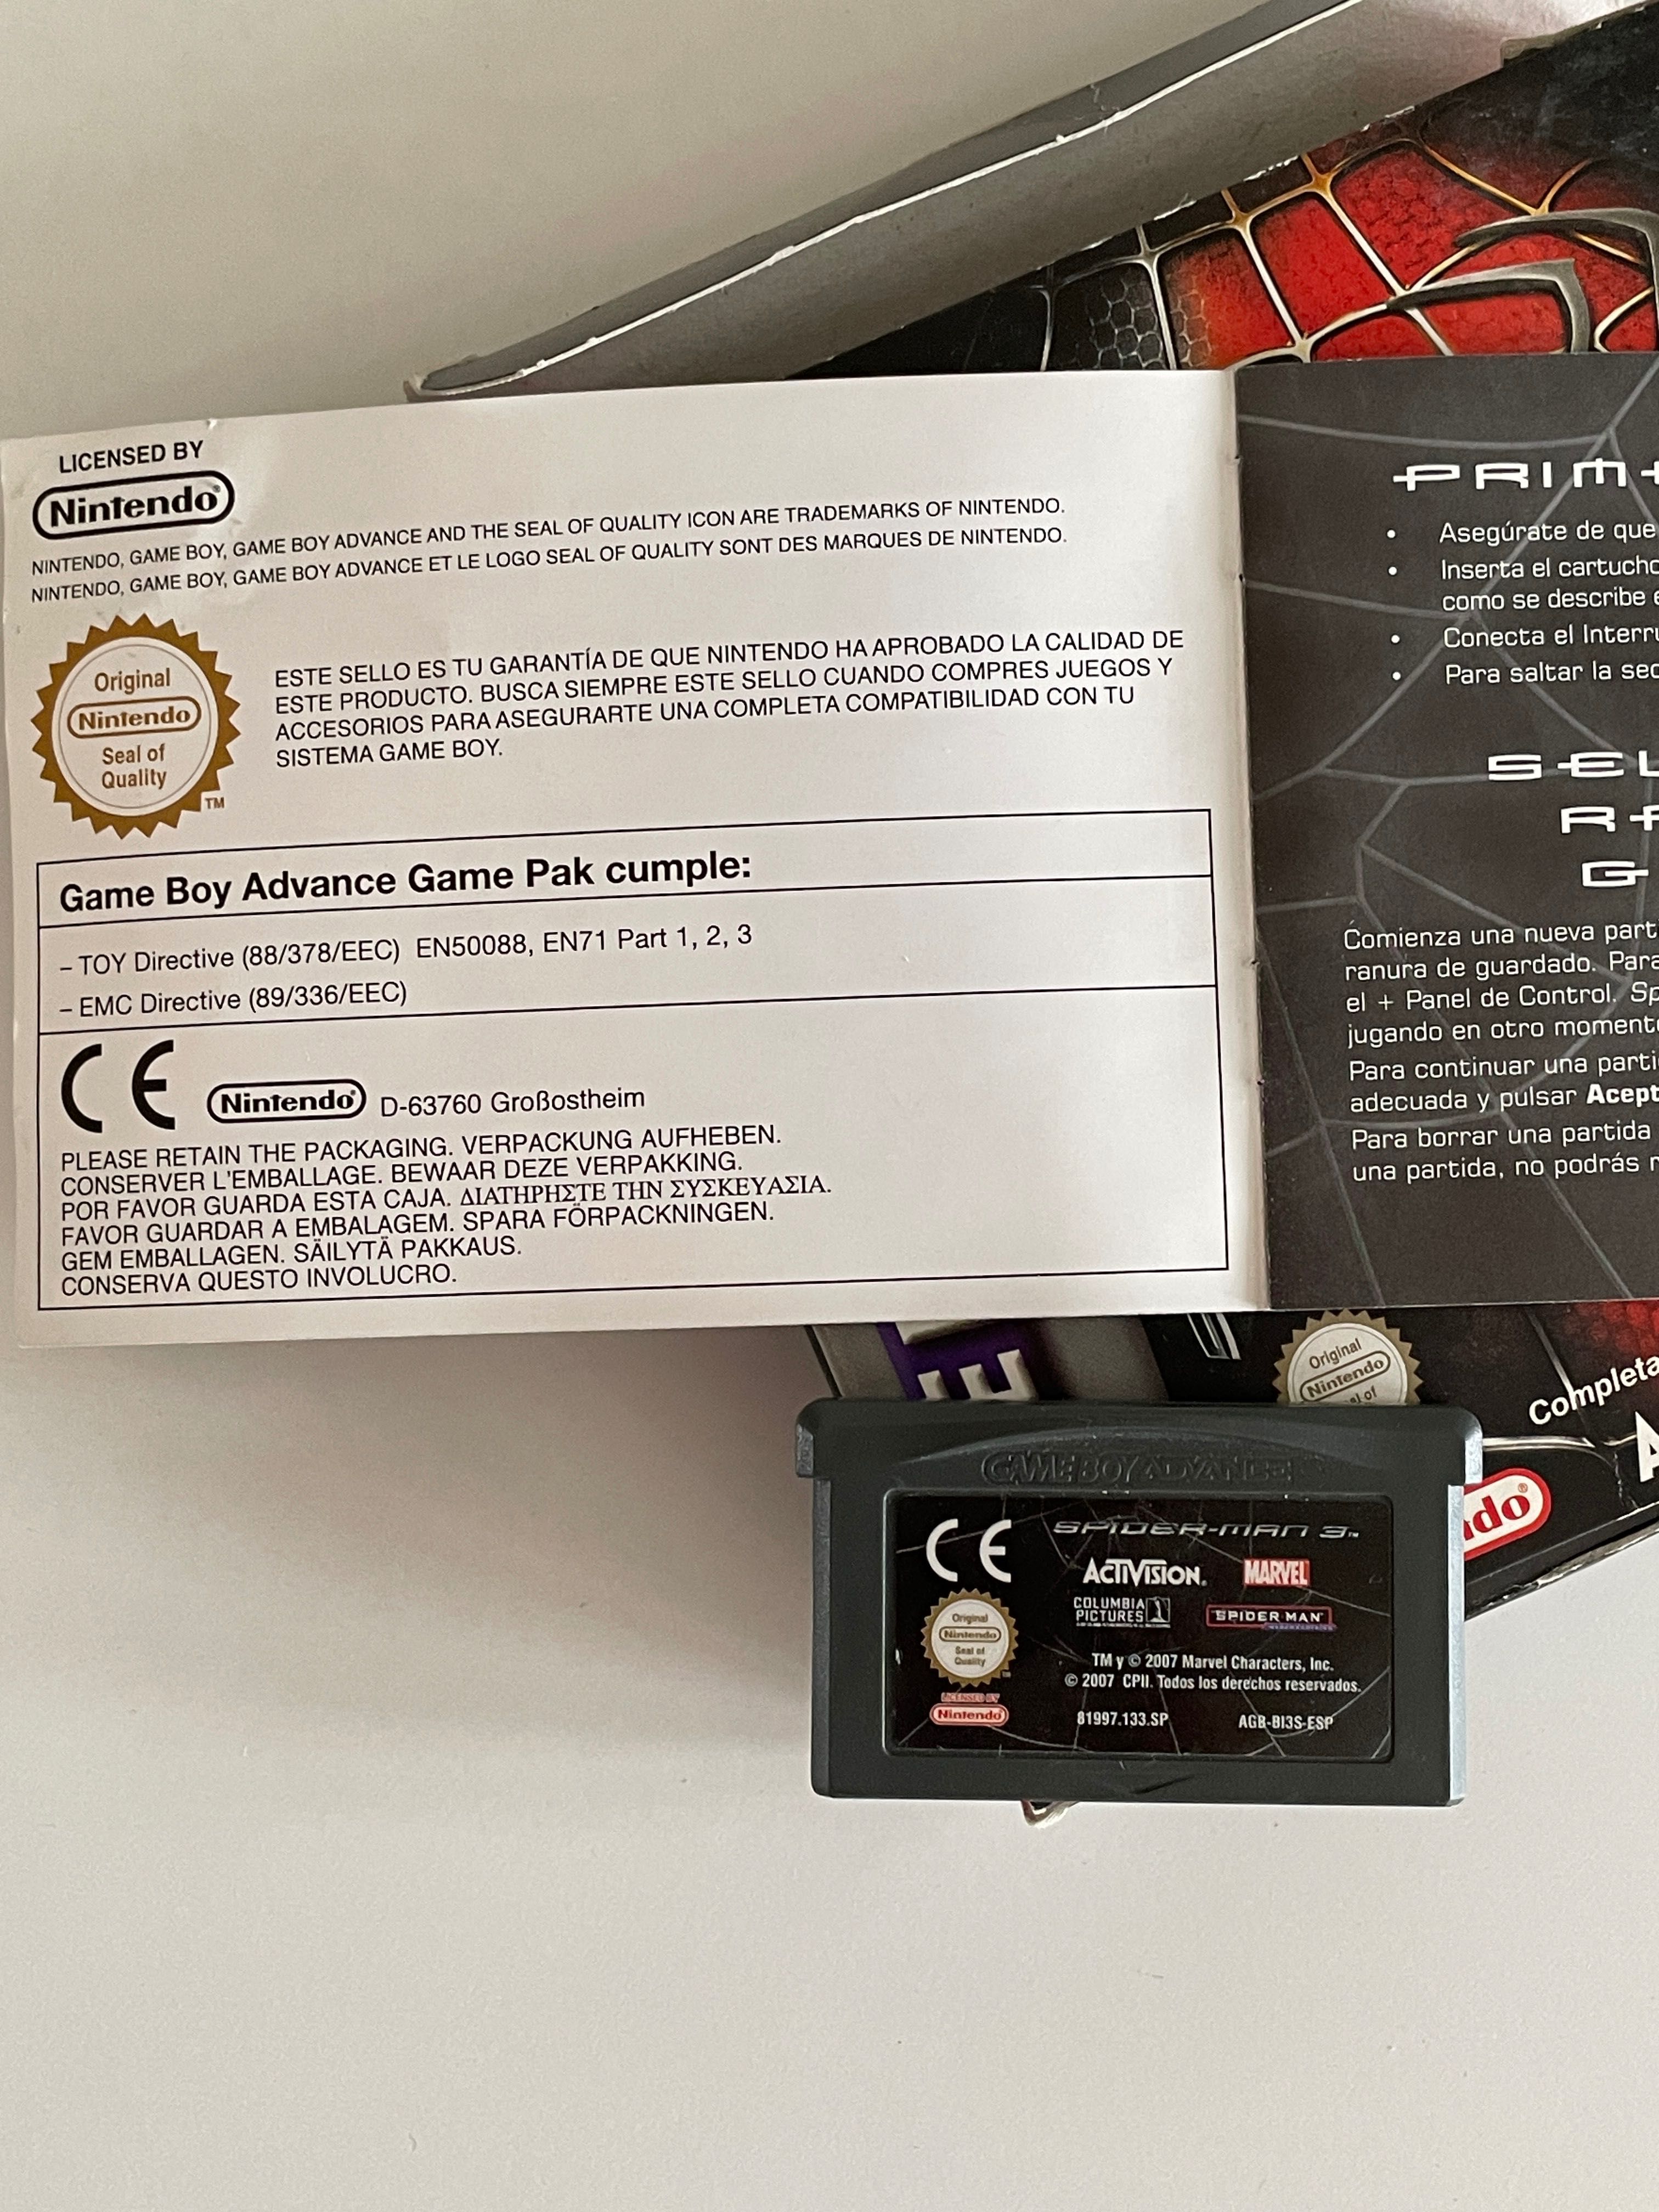 LICENSED BY
Nintendo®
NINTENDO, GAME BOY, GAME BOY ADVANCE AND THE SEAL OF QUALITY ICON ARE TRADEMARKS OF NINTENDO.
NINTENDO, GAME BOY, GAME BOY ADVANCE ET LE LOGO SEAL OF QUALITY SONT DES MARQUES DE NINTENDO.
Original
Nintendo
Seal of
Quality
TM
ESTE SELLO ES TU GARANTÍA DE QUE NINTENDO HA APROBADO LA CALIDAD DE
ESTE PRODUCTO. BUSCA SIEMPRE ESTE SELLO CUANDO COMPRES JUEGOS Y
ACCESORIOS PARA ASEGURARTE UNA COMPLETA COMPATIBILIDAD CON TU
SISTEMA GAME BOY.
Game Boy Advance Game Pak cumple:
– TOY Directive (88/378/EEC) EN50088, EN71 Part 1, 2, 3
– EMC Directive (89/336/EEC)
CE Nintendo® D-63760 Großostheim
PLEASE RETAIN THE PACKAGING. VERPACKUNG AUFHEBEN.
CONSERVER L'EMBALLAGE. BEWAAR DEZE VERPAKKING.
POR FAVOR GUARDA ESTA CAJA. ΔΙΑΤΗΡΗΣΤΕ ΤΗΝ ΣΥΣΚΕΥΑΣΙΑ.
FAVOR GUARDAR A EMBALAGEM. SPARA FÖRPACKNINGEN.
GEM EMBALLAGEN. SÄILYTÄ PAKKAUS.
CONSERVA QUESTO INVOLUCRO.
PRIM
• Asegúrate de que
• Inserta el cartucho
como se describe
• Conecta el Interru
• Para saltar la sec
SEL
R
G
Comienza una nueva part
ranura de guardado. Para
el + Panel de Control. Sp
jugando en otro momento
Para continuar una parti
adecuada y pulsar Acept
Para borrar una partida
una partida, no podrás r
Original
Nintendo
Seal of
Completa
A
ndo®
E
GAME BOY ADVANCE
CE
SPIDER-MAN 3™
ACTIVISION®
MARVEL
COLUMBIA
PICTURES
SPIDER-MAN™
Original
Nintendo
Seal of
Quality
TM
LICENSED BY
Nintendo
TM y © 2007 Marvel Characters, Inc.
© 2007 CPII. Todos los derechos reservados.
81997.133.SP
AGB-BI3S-ESP